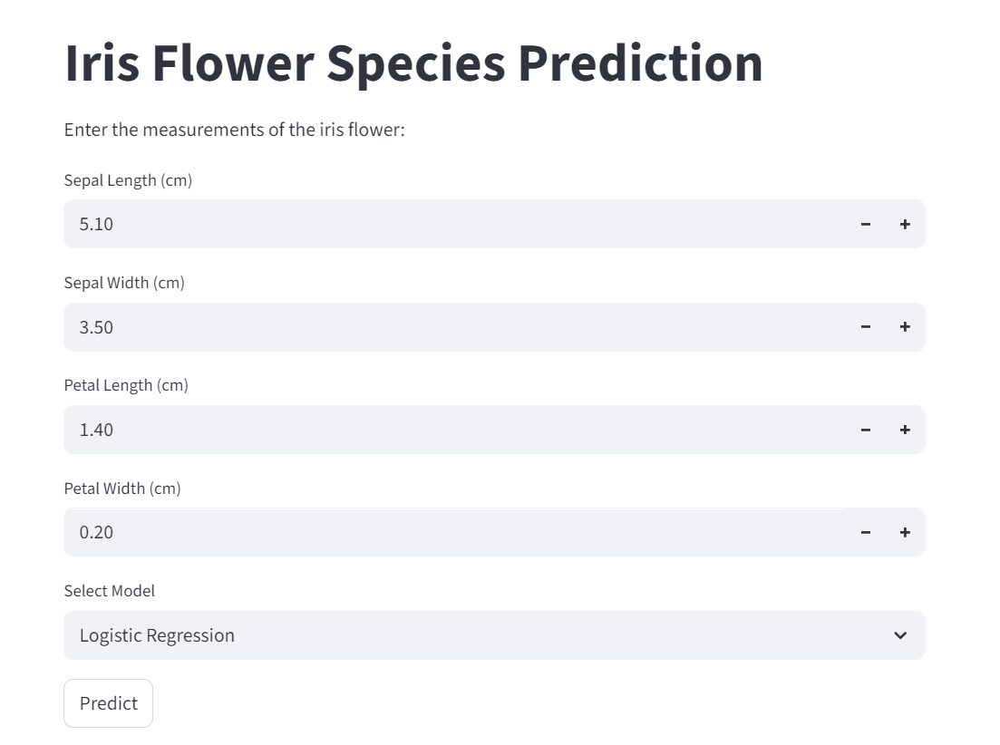 Iris Flower Species Prediction
Enter the measurements of the iris flower:
Sepal Length (cm)
5.10
Sepal Width (cm)
3.50
Petal Length (cm)
1.40
Petal Width (cm)
0.20
Select Model
Logistic Regression
Predict